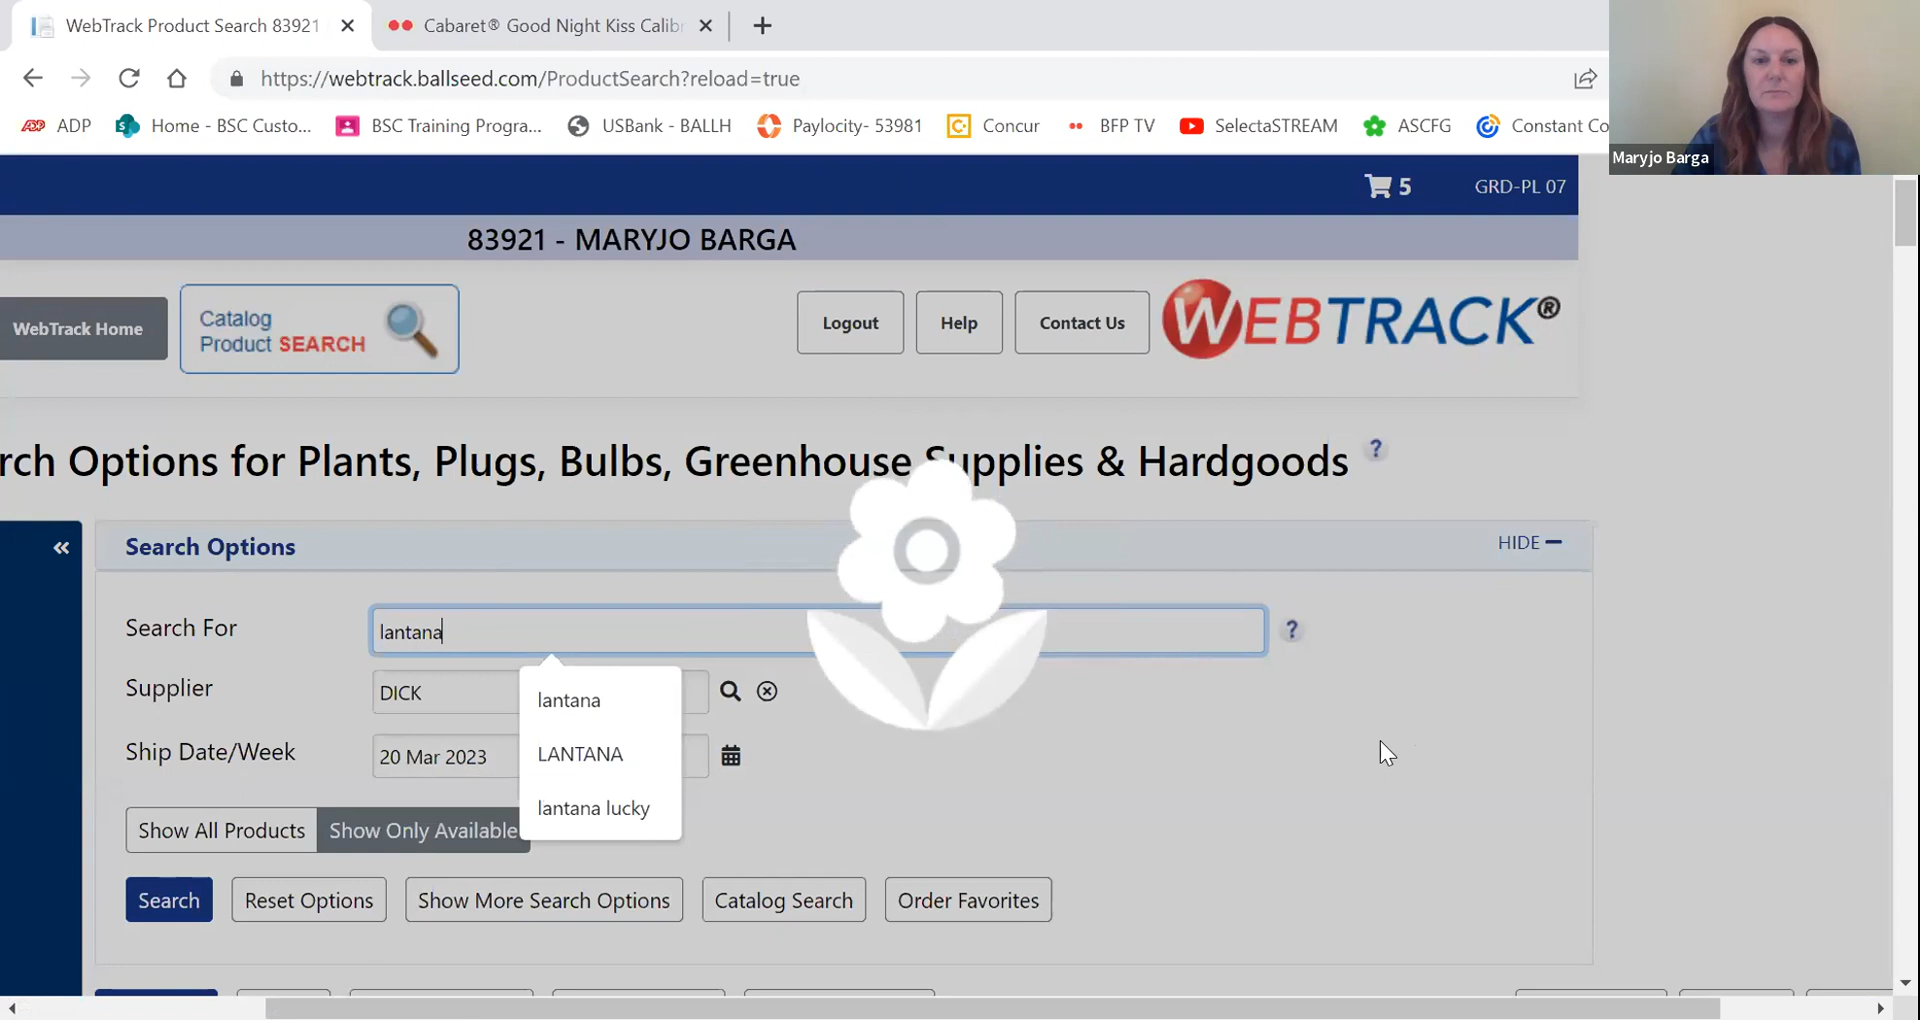 WebTrack Product Search 83921
Cabaret® Good Night Kiss Calibr
https://webtrack.ballseed.com/ProductSearch?reload=true
ADP
ADP
Home - BSC Custo...
BSC Training Progra...
USBank - BALLH
Paylocity- 53981
Concur
BFP TV
SelectaSTREAM
ASCFG
Constant Co
Maryjo Barga
5
GRD-PL 07
83921 - MARYJO BARGA
WebTrack Home
Catalog
Product SEARCH
Logout
Help
Contact Us
WEBTRACK®
rch Options for Plants, Plugs, Bulbs, Greenhouse Supplies & Hardgoods ?
«
Search Options
HIDE
Search For
lantana
?
Supplier
DICK
lantana
Ship Date/Week
20 Mar 2023
LANTANA
lantana lucky
Show All Products
Show Only Available
Search
Reset Options
Show More Search Options
Catalog Search
Order Favorites